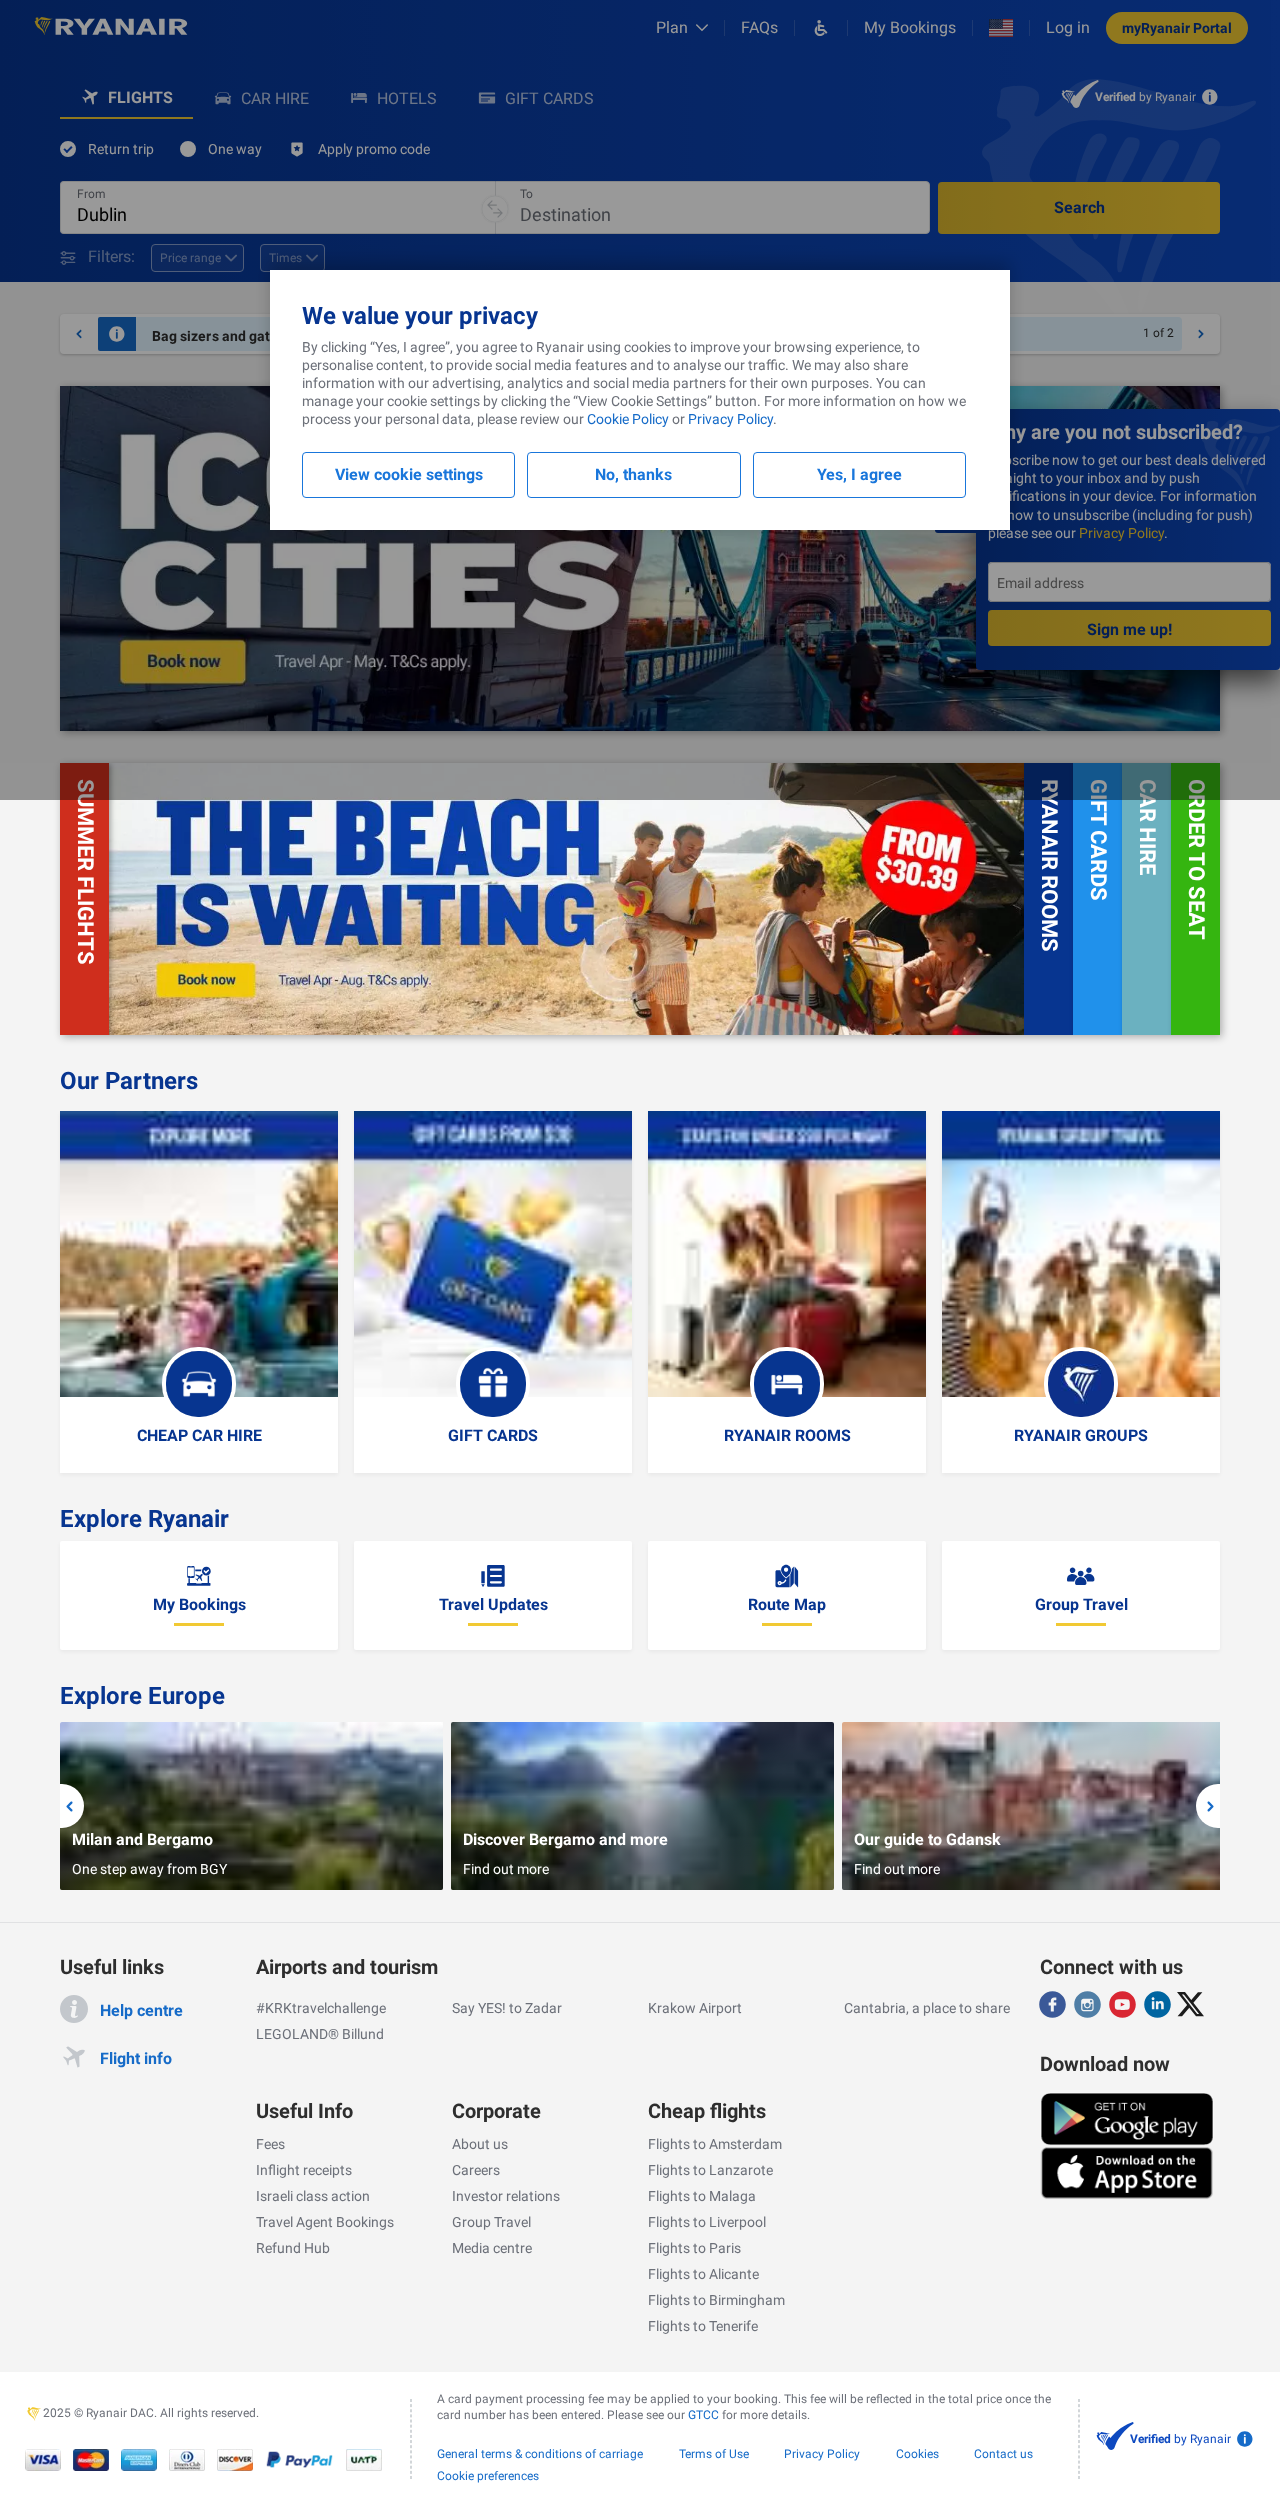 RYANAIR
Plan
FAQs
My Bookings
Log in
myRyanair Portal
FLIGHTS
CAR HIRE
HOTELS
GIFT CARDS
Verified by Ryanair
Return trip
One way
Apply promo code
From
Dublin
To
Destination
Search
Filters:
Price range
Times
We value your privacy
By clicking “Yes, I agree”, you agree to Ryanair using cookies to improve your browsing experience, to
personalise content, to provide social media features and to analyse our traffic. We may also share
information with our advertising, analytics and social media partners for their own purposes. You can
manage your cookie settings by clicking the “View Cookie Settings” button. For more information on how we
process your personal data, please review our Cookie Policy or Privacy Policy.
View cookie settings
No, thanks
Yes, I agree
Bag sizers and
1 of 2
are you not subscribed?
now to get our best deals delivered
to your inbox and by push
in your device. For information
how to unsubscribe (including for push)
please see our Privacy Policy.
Email address
Sign me up!
CITIES
Book now
Travel Apr - May. T&Cs apply.
SUMMER FLIGHTS
THE BEACH
IS WAITING
Book now
Travel Apr - Aug. T&Cs apply.
FROM
$30.39
RYANAIR ROOMS
GIFT CARDS
CAR HIRE
ORDER TO SEAT
Our Partners
EXPLORE MORE
GIFT CARDS FROM $30
RYANAIR GROUP TRAVEL
GIFT CARD
CHEAP CAR HIRE
GIFT CARDS
RYANAIR ROOMS
RYANAIR GROUPS
Explore Ryanair
My Bookings
Travel Updates
Route Map
Group Travel
Explore Europe
Milan and Bergamo
One step away from BGY
Discover Bergamo and more
Find out more
Our guide to Gdansk
Find out more
Useful links
Help centre
Flight info
Airports and tourism
#KRKtravelchallenge
Say YES! to Zadar
Krakow Airport
Cantabria, a place to share
LEGOLAND® Billund
Connect with us
Download now
GET IT ON
Google play
Download on the
App Store
Useful Info
Fees
Inflight receipts
Israeli class action
Travel Agent Bookings
Refund Hub
Corporate
About us
Careers
Investor relations
Group Travel
Media centre
Cheap flights
Flights to Amsterdam
Flights to Lanzarote
Flights to Malaga
Flights to Liverpool
Flights to Paris
Flights to Alicante
Flights to Birmingham
Flights to Tenerife
2025 © Ryanair DAC. All rights reserved.
VISA
MasterCard
DISCOVER
PayPal
UATP
A card payment processing fee may be applied to your booking. This fee will be reflected in the total price once the
card number has been entered. Please see our GTCC for more details.
General terms & conditions of carriage
Terms of Use
Privacy Policy
Cookies
Contact us
Cookie preferences
Verified by Ryanair